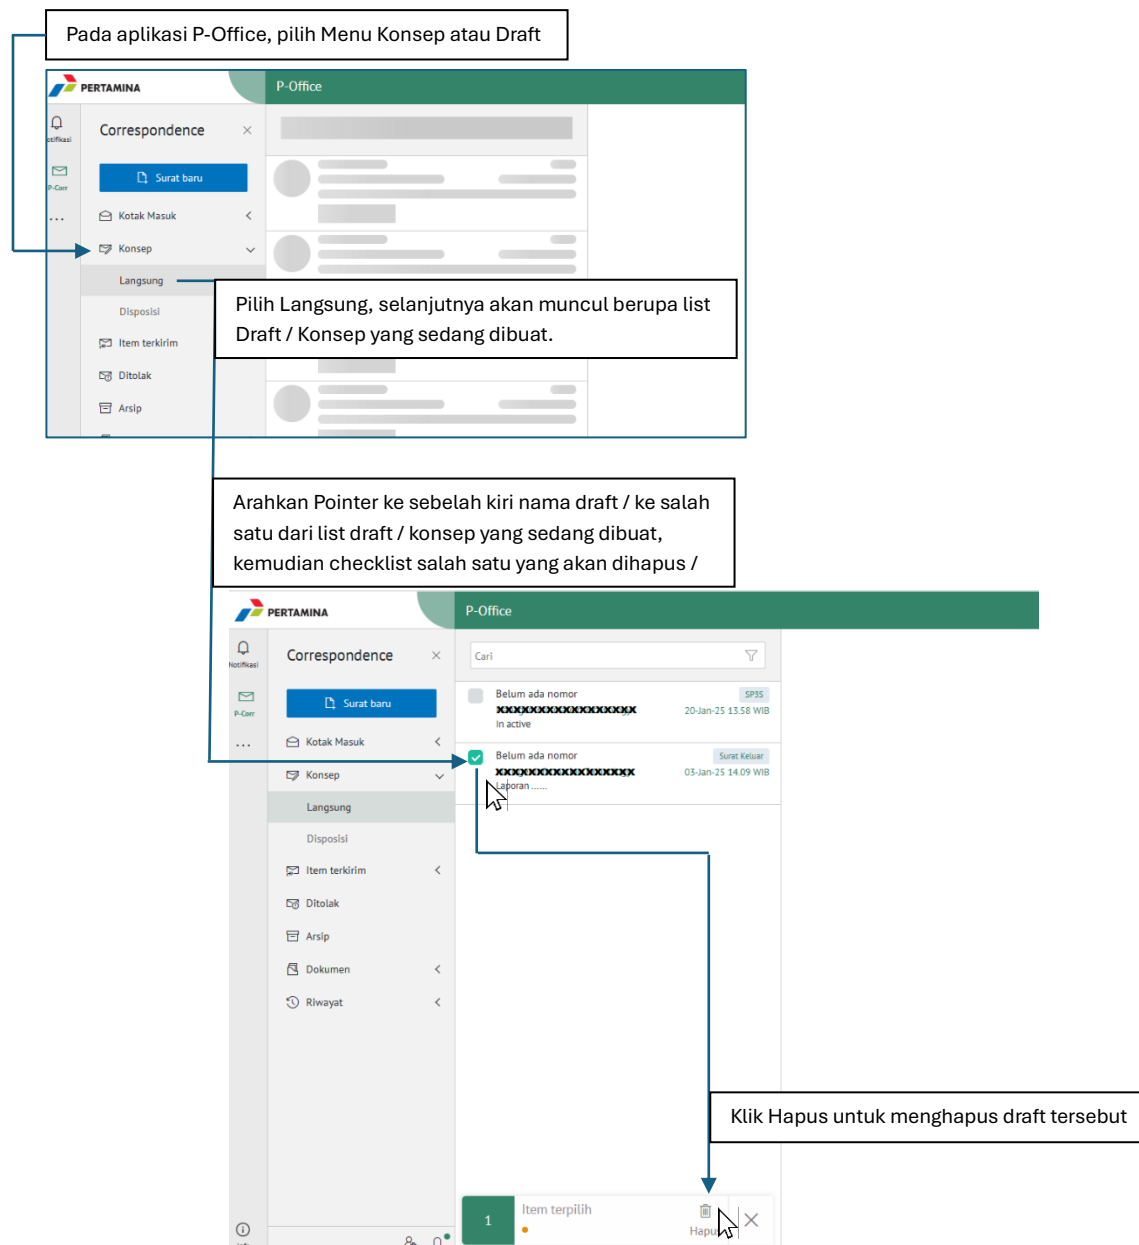 Pada aplikasi P-Office, pilih Menu Konsep atau Draft
PERTAMINA
P-Office
Correspondence
P-Corr
Surat baru
Kotak Masuk
Konsep
Langsung
Disposisi
Item terkirim
Ditolak
Arsip
Pilih Langsung, selanjutnya akan muncul berupa list
Draft / Konsep yang sedang dibuat.
Arahkan Pointer ke sebelah kiri nama draft / ke salah
satu dari list draft / konsep yang sedang dibuat,
kemudian checklist salah satu yang akan dihapus /
PERTAMINA
P-Office
Notifikasi
P-Corr
Correspondence
Surat baru
Kotak Masuk
Konsep
Langsung
Disposisi
Item terkirim
Ditolak
Arsip
Dokumen
Riwayat
Cari
Belum ada nomor SP3S
20-Jan-25 13.58 WIB
In active
Belum ada nomor Surat Keluar
03-Jan-25 14.09 WIB
Laporan ......
Klik Hapus untuk menghapus draft tersebut
1 Item terpilih
Hapus